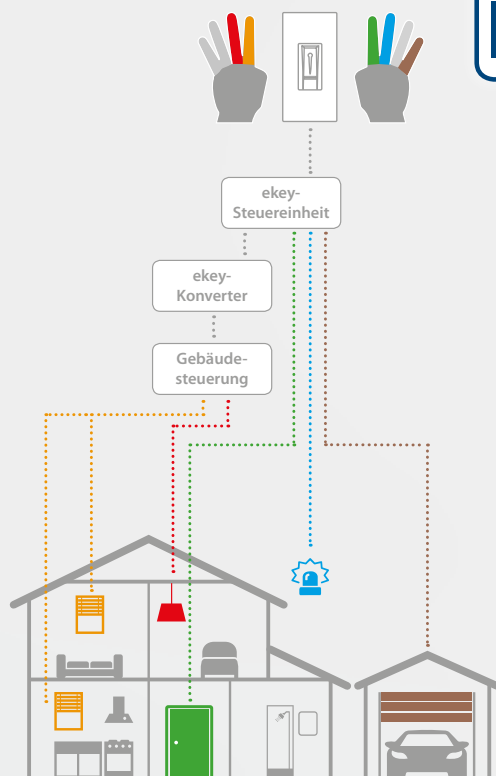 ekey-
Steuereinheit
ekey-
Konverter
Gebäude-
steuerung